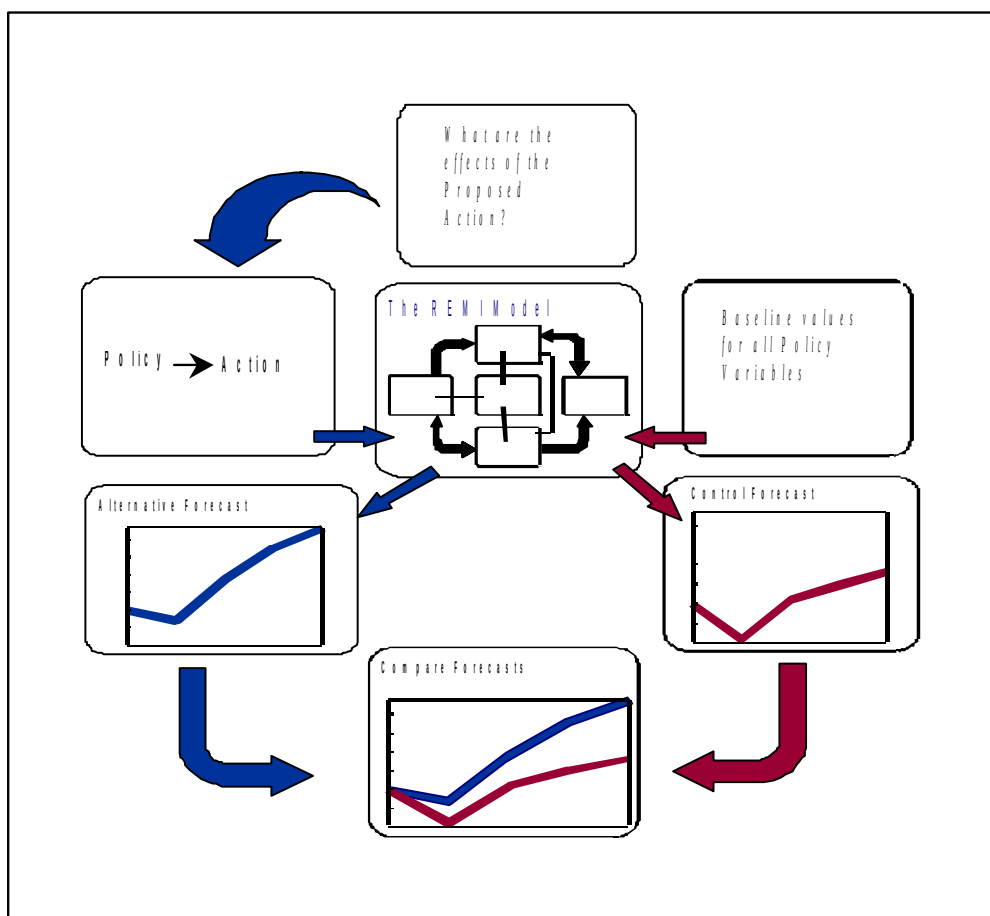 What are the
effects of the
Proposed
Action?
Policy → Action
The REMI Model
Baseline values
for all Policy
Variables
Alternative Forecast
Control Forecast
Compare Forecasts